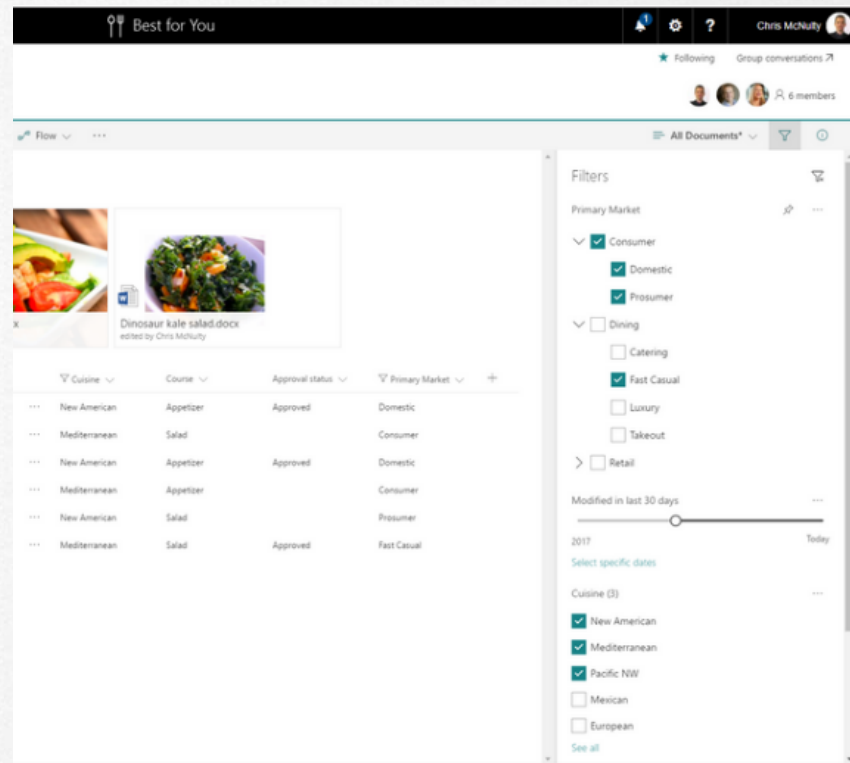 Best for You
1
?
Chris McNulty
Following
Group conversations
6 members
Flow
...
All Documents*
x
Dinosaur kale salad.docx
edited by Chris McNulty
Cuisine
Course
Approval status
Primary Market
+
... New American Appetizer Approved Domestic
... Mediterranean Salad Consumer
... New American Appetizer Approved Domestic
... Mediterranean Appetizer Consumer
... New American Salad Prosumer
... Mediterranean Salad Approved Fast Casual
Filters
Primary Market
...
Consumer
Domestic
Prosumer
Dining
Catering
Fast Casual
Luxury
Takeout
Retail
Modified in last 30 days
...
2017
Today
Select specific dates
Cuisine (3)
...
New American
Mediterranean
Pacific NW
Mexican
European
See all